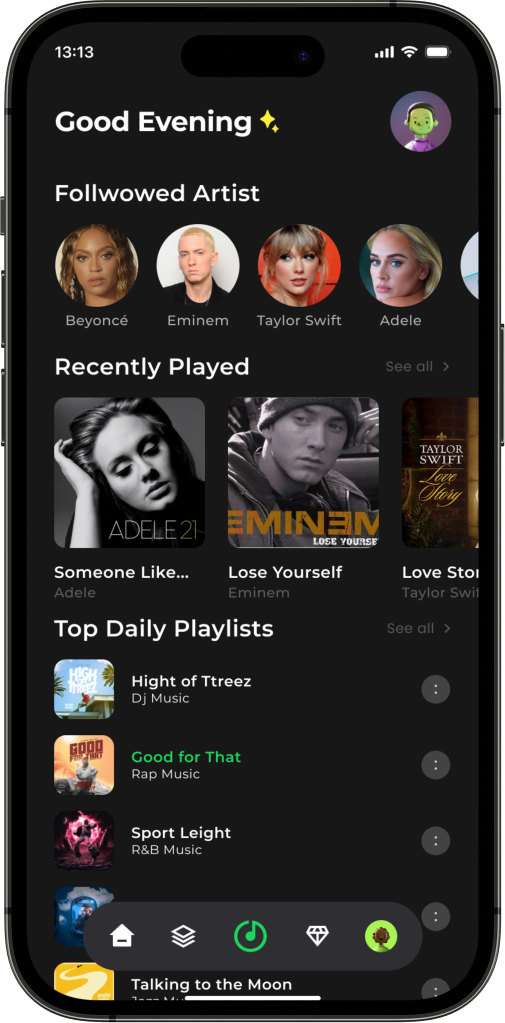 13:13
Good Evening
Follwowed Artist
Beyoncé
Eminem
Taylor Swift
Adele
Recently Played
See all
ADELE 21
EMINEM
LOSE YOURSE
TAYLOR
SWIFT
Love
Story
Someone Like...
Adele
Lose Yourself
Eminem
Love Stor
Taylor Swif
Top Daily Playlists
See all
HIGH
TTREEZ
Hight of Ttreez
Dj Music
GOOD
FOR THAT
Good for That
Rap Music
Sport Leight
R&B Music
Talking to the Moon
Jazz Mu